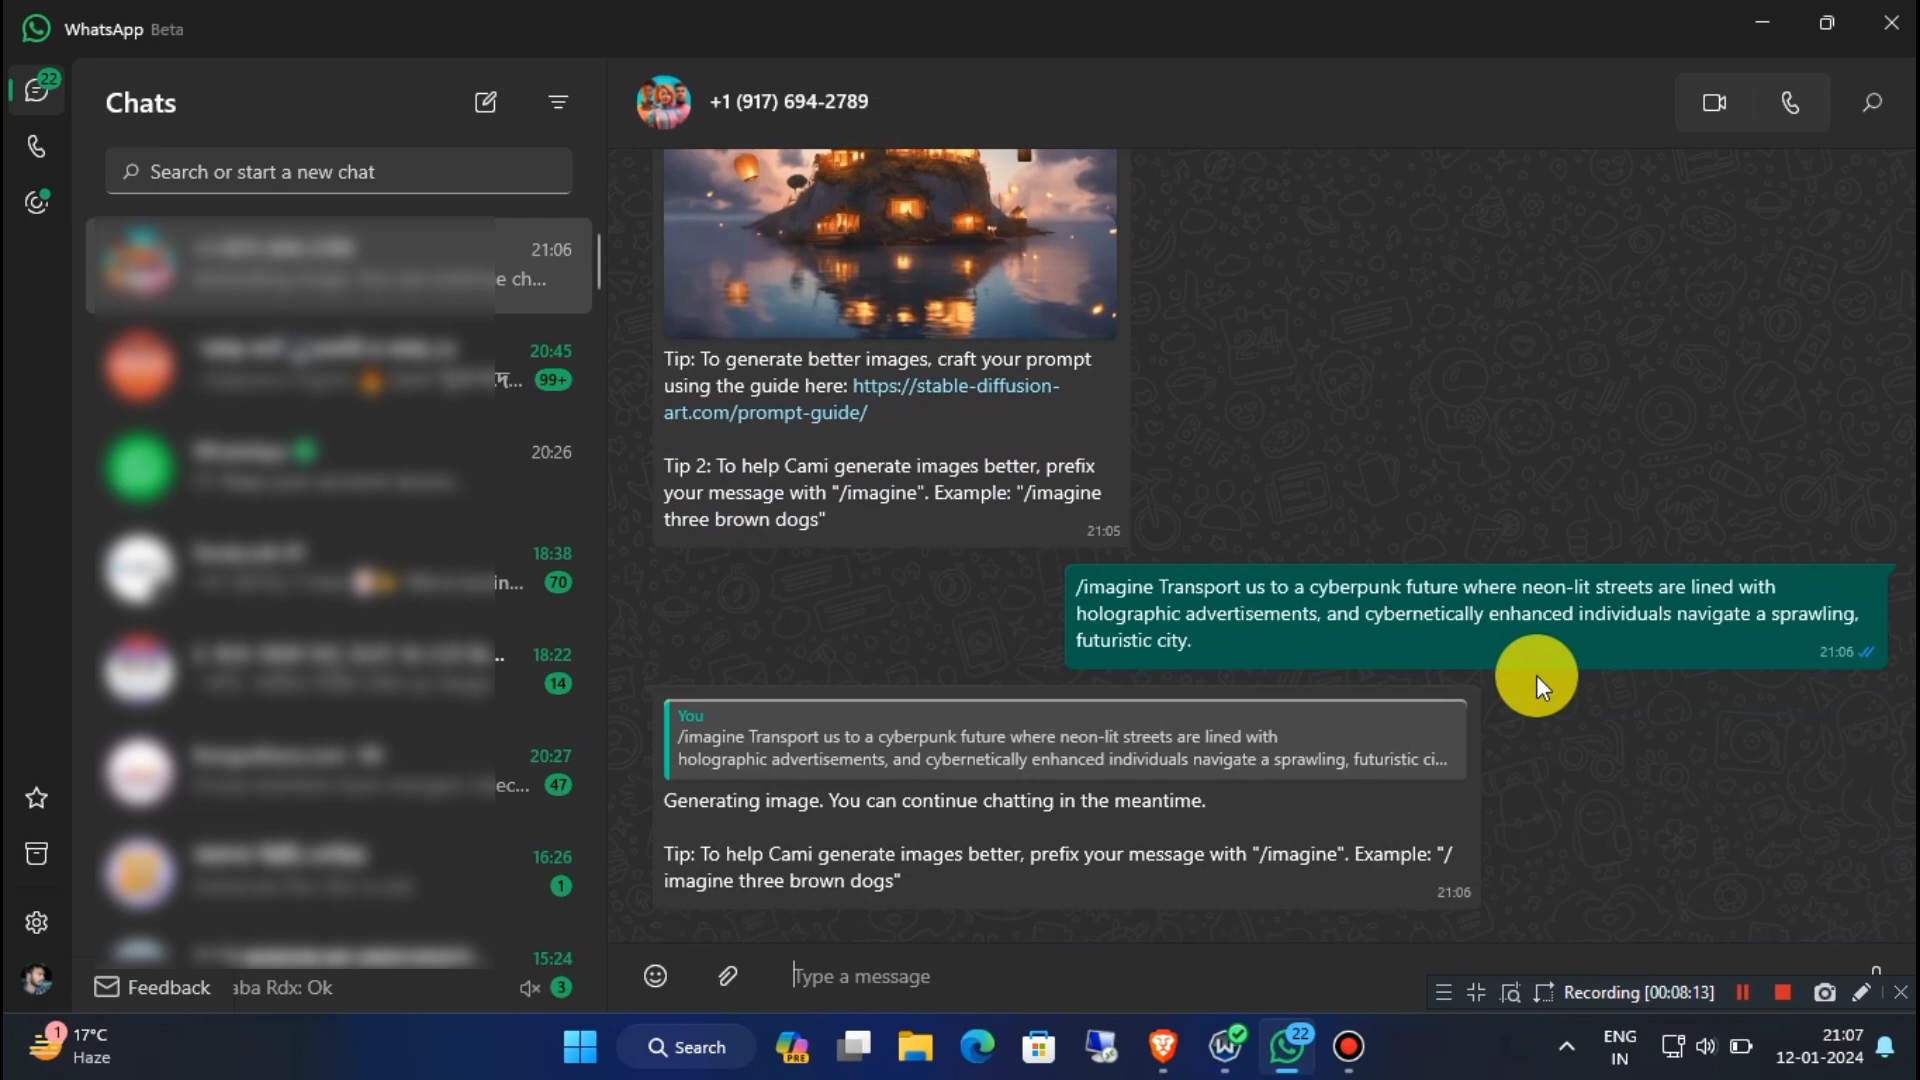 WhatsApp Beta
22
Chats
Search or start a new chat
21:06
e ch...
20:45
99+
20:26
18:38
in...
70
18:22
14
20:27
ec...
47
16:26
1
15:24
Feedback
aba Rdx: Ok
3
+1 (917) 694-2789
Tip: To generate better images, craft your prompt
using the guide here: https://stable-diffusion-
art.com/prompt-guide/
Tip 2: To help Cami generate images better, prefix
your message with "/imagine". Example: "/imagine
three brown dogs"
21:05
/imagine Transport us to a cyberpunk future where neon-lit streets are lined with
holographic advertisements, and cybernetically enhanced individuals navigate a sprawling,
futuristic city.
21:06
You
/imagine Transport us to a cyberpunk future where neon-lit streets are lined with
holographic advertisements, and cybernetically enhanced individuals navigate a sprawling, futuristic ci...
Generating image. You can continue chatting in the meantime.
Tip: To help Cami generate images better, prefix your message with "/imagine". Example: "/
imagine three brown dogs"
21:06
Type a message
Recording [00:08:13]
1
17°C
Haze
Search
PRE
22
ENG
IN
21:07
12-01-2024